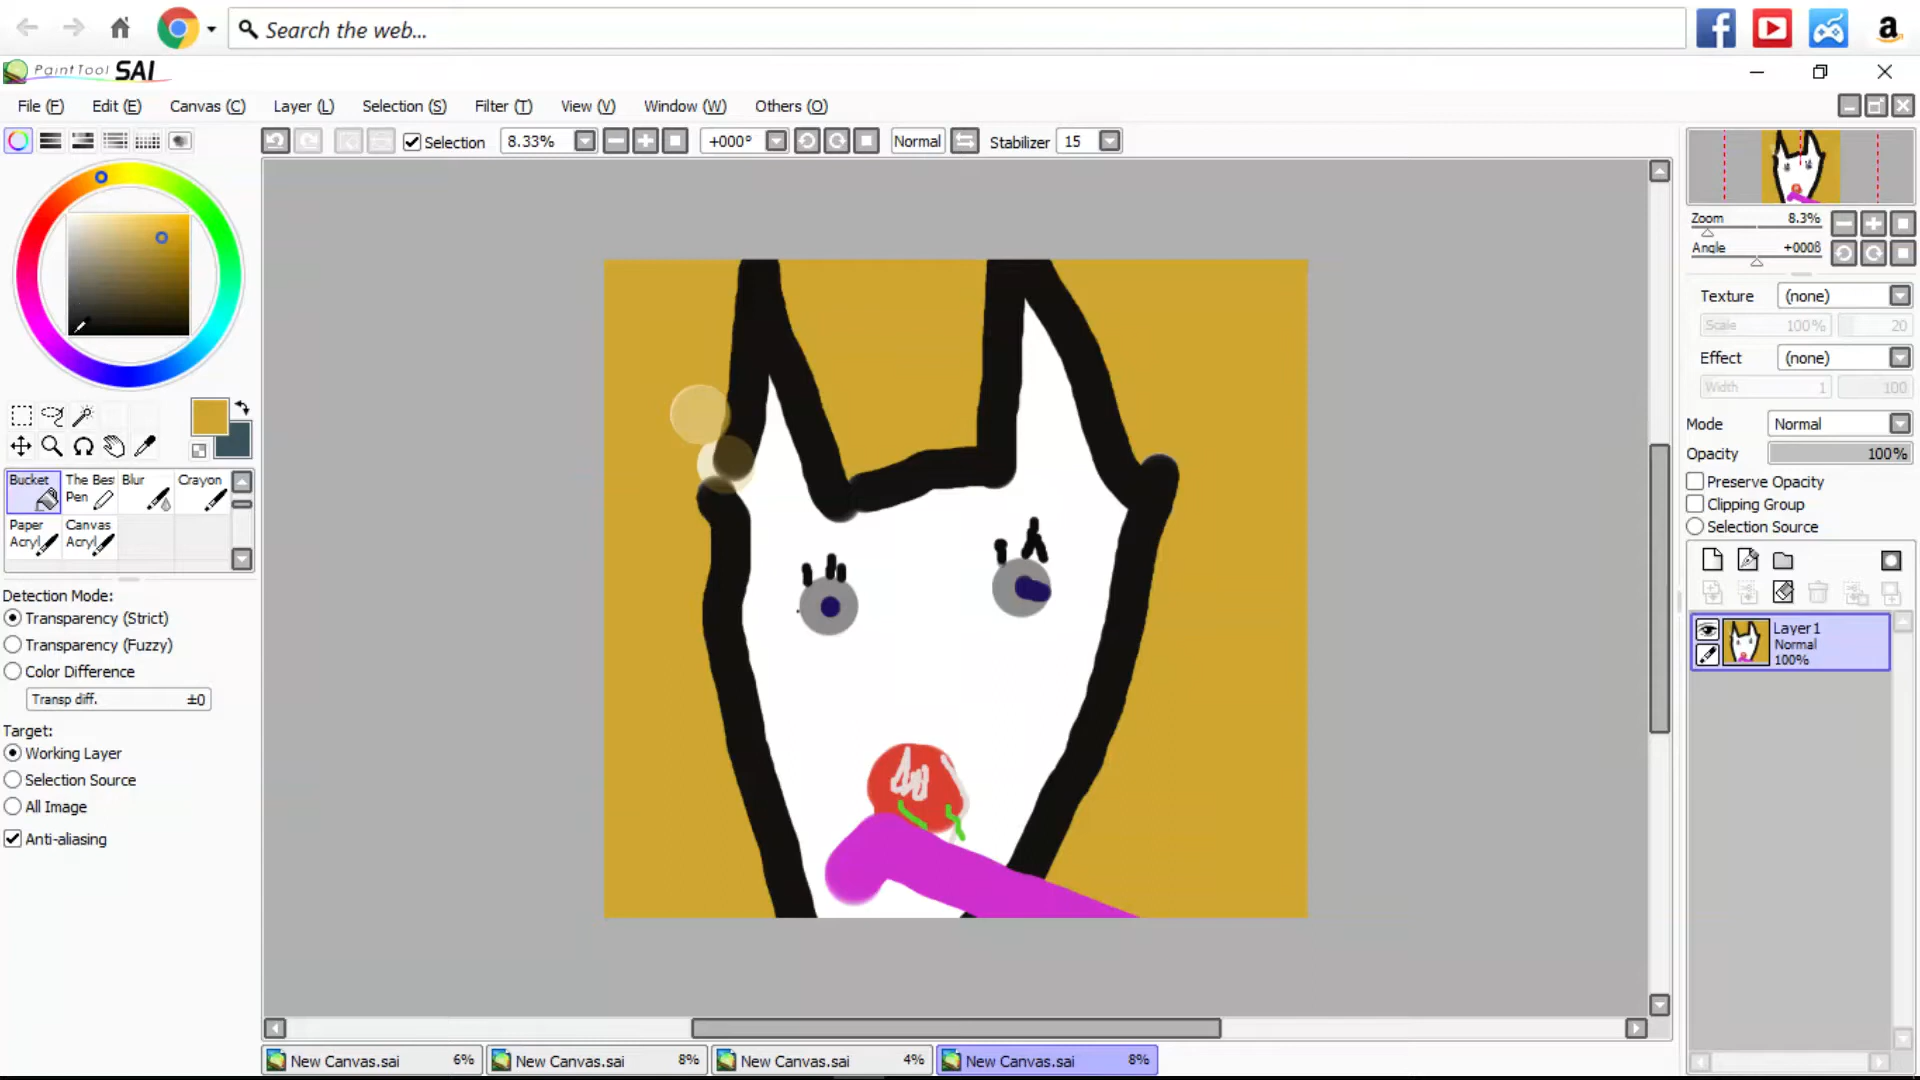 Search the web...
a
PaintTool SAI
File (F) Edit (E) Canvas (C) Layer (L) Selection (S) Filter (T) View (V) Window (W) Others (O)
Selection 8.33% +000° Normal Stabilizer 15
Zoom 8.3%
Angle +0008
Texture (none)
Scale 100% 20
Effect (none)
Width 1 100
Mode Normal
Opacity 100%
Preserve Opacity
Clipping Group
Selection Source
Layer1
Normal
100%
Bucket The Bes Pen Blur Crayon
Paper Acryl Canvas Acryl
Detection Mode:
Transparency (Strict)
Transparency (Fuzzy)
Color Difference
Transp diff. ±0
Target:
Working Layer
Selection Source
All Image
Anti-aliasing
New Canvas.sai 6% New Canvas.sai 8% New Canvas.sai 4% New Canvas.sai 8%